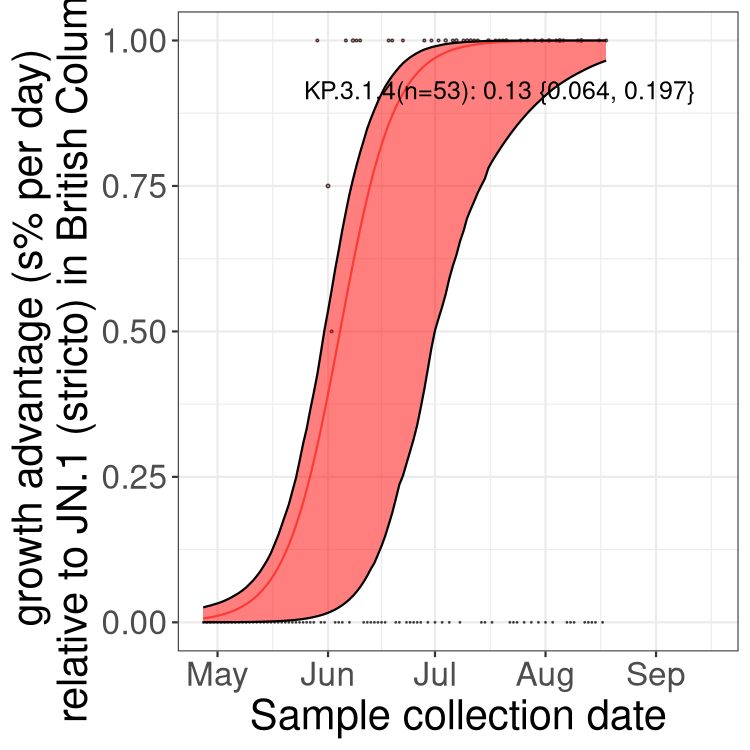 growth advantage (s% per day)
relative to JN.1 (stricto) in British Colum
1.00
0.75
0.50
0.25
0.00
KP.3.1.4(n=53): 0.13 {0.064, 0.197}
May Jun Jul Aug Sep
Sample collection date